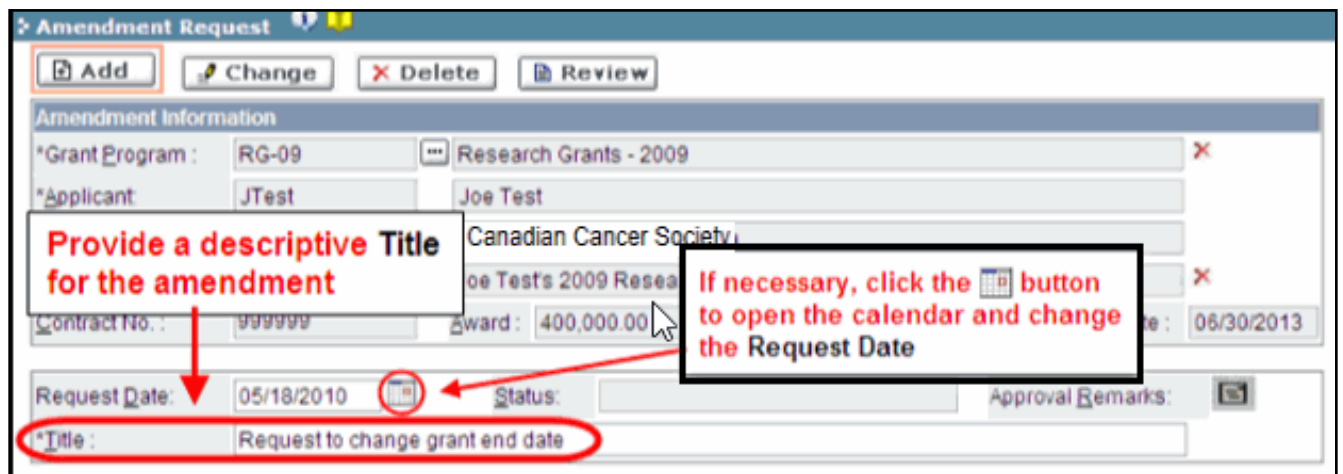 Amendment Request
Add Change Delete Review
Amendment Information
*Grant Program : RG-09 Research Grants - 2009
*Applicant: JTest Joe Test
Provide a descriptive Title
for the amendment
Canadian Cancer Society
Joe Test's 2009
If necessary, click the button
to open the calendar and change
the Request Date
Contract No. : 999999 Award : 400,000.00 06/30/2013
Request Date: 05/18/2010 Status: Approval Remarks:
*Title : Request to change grant end date